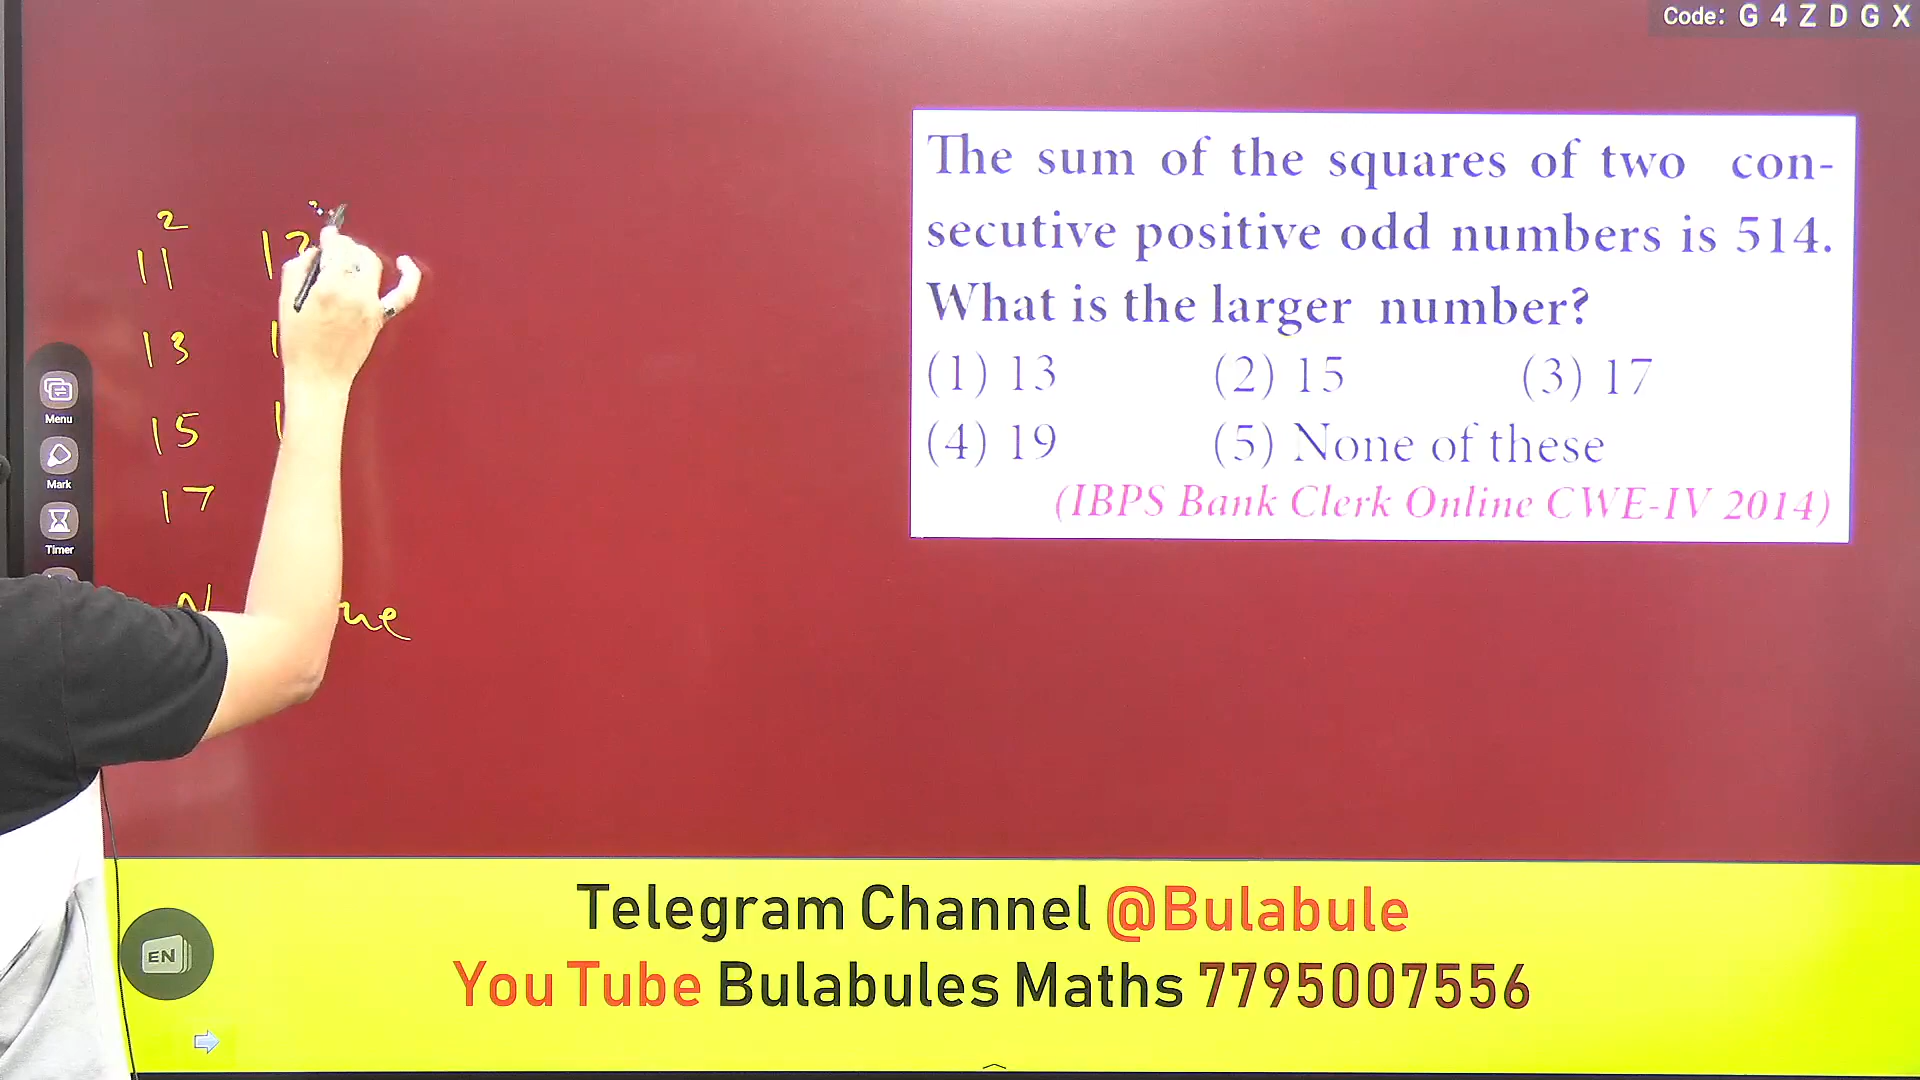 Code: G 4 Z D G X
The sum of the squares of two con-
secutive positive odd numbers is 514.
What is the larger number?
(1) 13 (2) 15 (3) 17
(4) 19 (5) None of these
(IBPS Bank Clerk Online CWE-IV 2014)
11²
13
15
17
Menu
Mark
Timer
EN
Telegram Channel @Bulabule
You Tube Bulabules Maths 7795007556